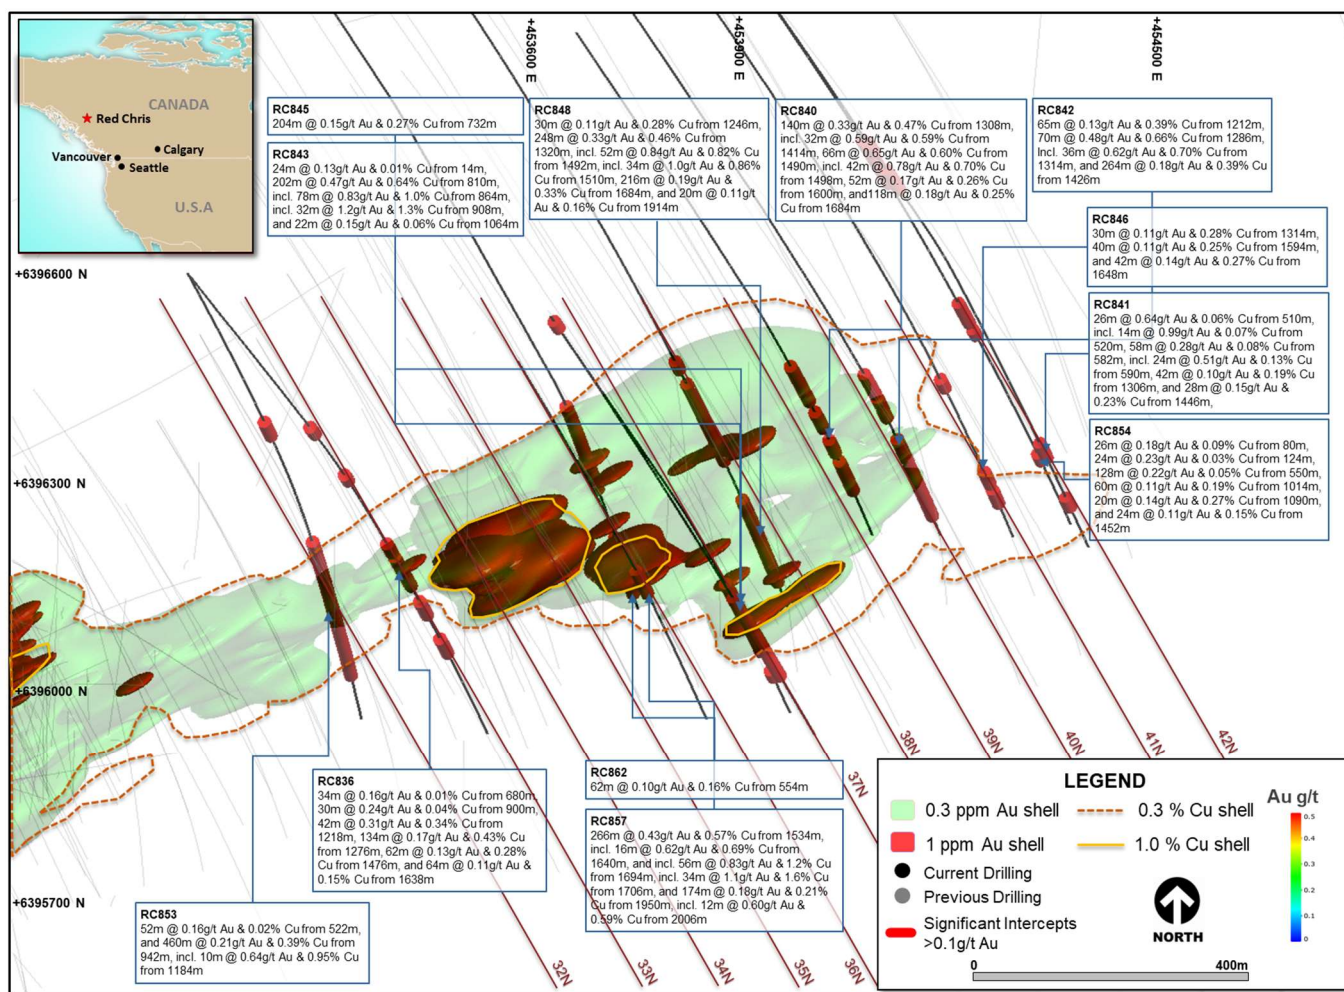 CANADA
Red Chris
Calgary
Vancouver
Seattle
U.S.A
+453600 E
+453900 E
+454500 E
RC845
204m @ 0.15g/t Au & 0.27% Cu from 732m
RC843
24m @ 0.13g/t Au & 0.01% Cu from 14m,
202m @ 0.47g/t Au & 0.64% Cu from 810m,
incl. 78m @ 0.83g/t Au & 1.0% Cu from 864m,
incl. 32m @ 1.2g/t Au & 1.3% Cu from 908m,
and 22m @ 0.15g/t Au & 0.06% Cu from 1064m
RC848
30m @ 0.11g/t Au & 0.28% Cu from 1246m,
248m @ 0.33g/t Au & 0.46% Cu from
1320m, incl. 52m @ 0.84g/t Au & 0.82% Cu
from 1492m, incl. 34m @ 1.0g/t Au & 0.86%
Cu from 1510m, 216m @ 0.19g/t Au &
0.33% Cu from 1684m, and 20m @ 0.11g/t
Au & 0.16% Cu from 1914m
RC840
140m @ 0.33g/t Au & 0.47% Cu from 1308m,
incl. 32m @ 0.59g/t Au & 0.59% Cu from
1414m, 66m @ 0.65g/t Au & 0.60% Cu from
1490m, incl. 42m @ 0.78g/t Au & 0.70% Cu
from 1498m, 52m @ 0.17g/t Au & 0.26% Cu
from 1600m, and118m @ 0.18g/t Au & 0.25%
Cu from 1684m
RC842
65m @ 0.13g/t Au & 0.39% Cu from 1212m,
70m @ 0.48g/t Au & 0.66% Cu from 1286m,
Incl. 36m @ 0.62g/t Au & 0.70% Cu from
1314m, and 264m @ 0.18g/t Au & 0.39% Cu
from 1426m
RC846
30m @ 0.11g/t Au & 0.28% Cu from 1314m,
40m @ 0.11g/t Au & 0.25% Cu from 1594m,
and 42m @ 0.14g/t Au & 0.27% Cu from
1648m
RC841
26m @ 0.64g/t Au & 0.06% Cu from 510m,
incl. 14m @ 0.99g/t Au & 0.07% Cu from
520m, 58m @ 0.28g/t Au & 0.08% Cu from
582m, incl. 24m @ 0.51g/t Au & 0.13% Cu
from 590m, 42m @ 0.10g/t Au & 0.19% Cu
from 1306m, and 28m @ 0.15g/t Au &
0.23% Cu from 1446m,
RC854
26m @ 0.18g/t Au & 0.09% Cu from 80m,
24m @ 0.23g/t Au & 0.03% Cu from 124m,
128m @ 0.22g/t Au & 0.05% Cu from 550m,
60m @ 0.11g/t Au & 0.19% Cu from 1014m,
20m @ 0.14g/t Au & 0.27% Cu from 1090m,
and 24m @ 0.11g/t Au & 0.15% Cu from
1452m
+6396600 N
+6396300 N
+6396000 N
+6395700 N
RC836
34m @ 0.16g/t Au & 0.01% Cu from 680m,
30m @ 0.24g/t Au & 0.04% Cu from 900m,
42m @ 0.31g/t Au & 0.34% Cu from
1218m, 134m @ 0.17g/t Au & 0.43% Cu
from 1276m, 62m @ 0.13g/t Au & 0.28%
Cu from 1476m, and 64m @ 0.11g/t Au &
0.15% Cu from 1638m
RC862
62m @ 0.10g/t Au & 0.16% Cu from 554m
RC857
266m @ 0.43g/t Au & 0.57% Cu from 1534m,
incl. 16m @ 0.62g/t Au & 0.69% Cu from
1640m, and incl. 56m @ 0.83g/t Au & 1.2% Cu
from 1694m, incl. 34m @ 1.1g/t Au & 1.6% Cu
from 1706m, and 174m @ 0.18g/t Au & 0.21%
Cu from 1950m, incl. 12m @ 0.60g/t Au &
0.59% Cu from 2006m
RC853
52m @ 0.16g/t Au & 0.02% Cu from 522m,
and 460m @ 0.21g/t Au & 0.39% Cu from
942m, incl. 10m @ 0.64g/t Au & 0.95% Cu
from 1184m
32N
33N
34N
35N
36N
37N
38N
39N
40N
41N
42N
LEGEND
0.3 ppm Au shell
0.3 % Cu shell
1 ppm Au shell
1.0 % Cu shell
Current Drilling
Previous Drilling
Significant Intercepts
>0.1g/t Au
NORTH
0
400m
Au g/t
0.5
0.4
0.3
0.2
0.1
0